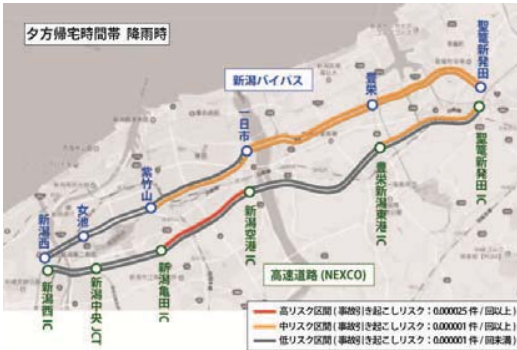 夕方帰宅時間帯 降雨時
新潟バイパス
聖籠新発田
豊栄
一日市
紫竹山
女池
新潟西
聖籠新発田 IC
豊栄新潟東港 IC
新潟空港 IC
新潟亀田 IC
新潟中央 JCT
新潟西 IC
高速道路 (NEXCO)
高リスク区間 ( 事故引き起こしリスク：0.000025 件 / 回以上 )
中リスク区間 ( 事故引き起こしリスク：0.000001 件 / 回以上 )
低リスク区間 ( 事故引き起こしリスク：0.000001 件 / 回未満 )